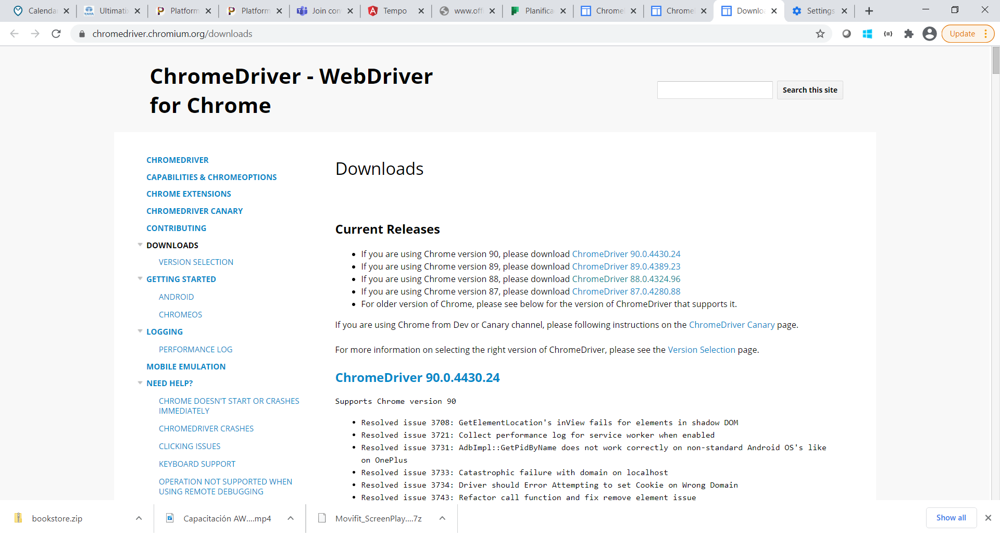 Calenda
Ultimati
Platform
Platform
Join con
Tempo
www.off
Planifica
Chrome
Chrome
Downlo
Settings
chromedriver.chromium.org/downloads
Update
ChromeDriver - WebDriver
for Chrome
Search this site
CHROMEDRIVER
CAPABILITIES & CHROMEOPTIONS
CHROME EXTENSIONS
CHROMEDRIVER CANARY
CONTRIBUTING
DOWNLOADS
VERSION SELECTION
GETTING STARTED
ANDROID
CHROMEOS
LOGGING
PERFORMANCE LOG
MOBILE EMULATION
NEED HELP?
CHROME DOESN'T START OR CRASHES
IMMEDIATELY
CHROMEDRIVER CRASHES
CLICKING ISSUES
KEYBOARD SUPPORT
OPERATION NOT SUPPORTED WHEN
USING REMOTE DEBUGGING
Downloads
Current Releases
If you are using Chrome version 90, please download ChromeDriver 90.0.4430.24
If you are using Chrome version 89, please download ChromeDriver 89.0.4389.23
If you are using Chrome version 88, please download ChromeDriver 88.0.4324.96
If you are using Chrome version 87, please download ChromeDriver 87.0.4280.88
For older version of Chrome, please see below for the version of ChromeDriver that supports it.
If you are using Chrome from Dev or Canary channel, please following instructions on the ChromeDriver Canary page.
For more information on selecting the right version of ChromeDriver, please see the Version Selection page.
ChromeDriver 90.0.4430.24
Supports Chrome version 90
Resolved issue 3708: GetElementLocation's inView fails for elements in shadow DOM
Resolved issue 3721: Collect performance log for service worker when enabled
Resolved issue 3731: AdbImpl::GetPidByName does not work correctly on non-standard Android OS's like
on OnePlus
Resolved issue 3733: Catastrophic failure with domain on localhost
Resolved issue 3734: Driver should Error Attempting to set Cookie on Wrong Domain
Resolved issue 3743: Refactor call function and fix remove element issue
bookstore.zip
Capacitación AW....mp4
Movifit_ScreenPlay....7z
Show all